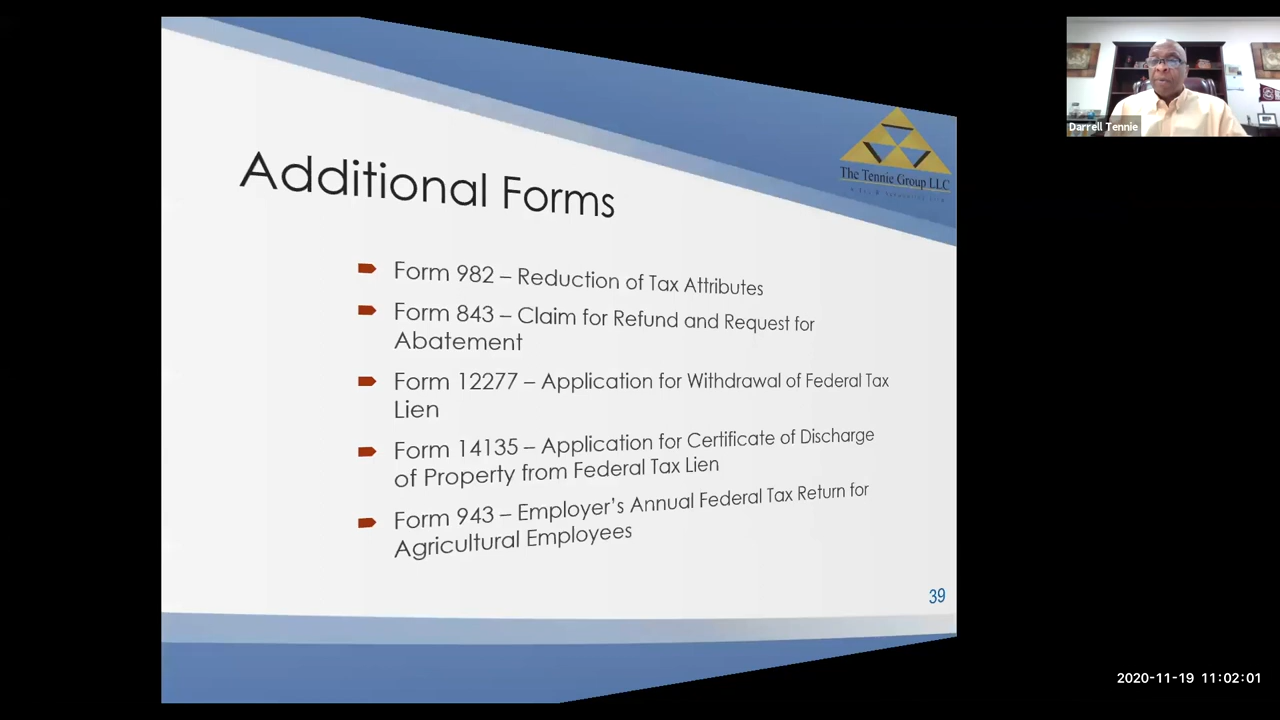 Additional Forms
The Tennie Group LLC
Form 982 – Reduction of Tax Attributes
Form 843 – Claim for Refund and Request for
Abatement
Form 12277 – Application for Withdrawal of Federal Tax
Lien
Form 14135 – Application for Certificate of Discharge
of Property from Federal Tax Lien
Form 943 – Employer’s Annual Federal Tax Return for
Agricultural Employees
39
Darrell Tennie
2020-11-19 11:02:01